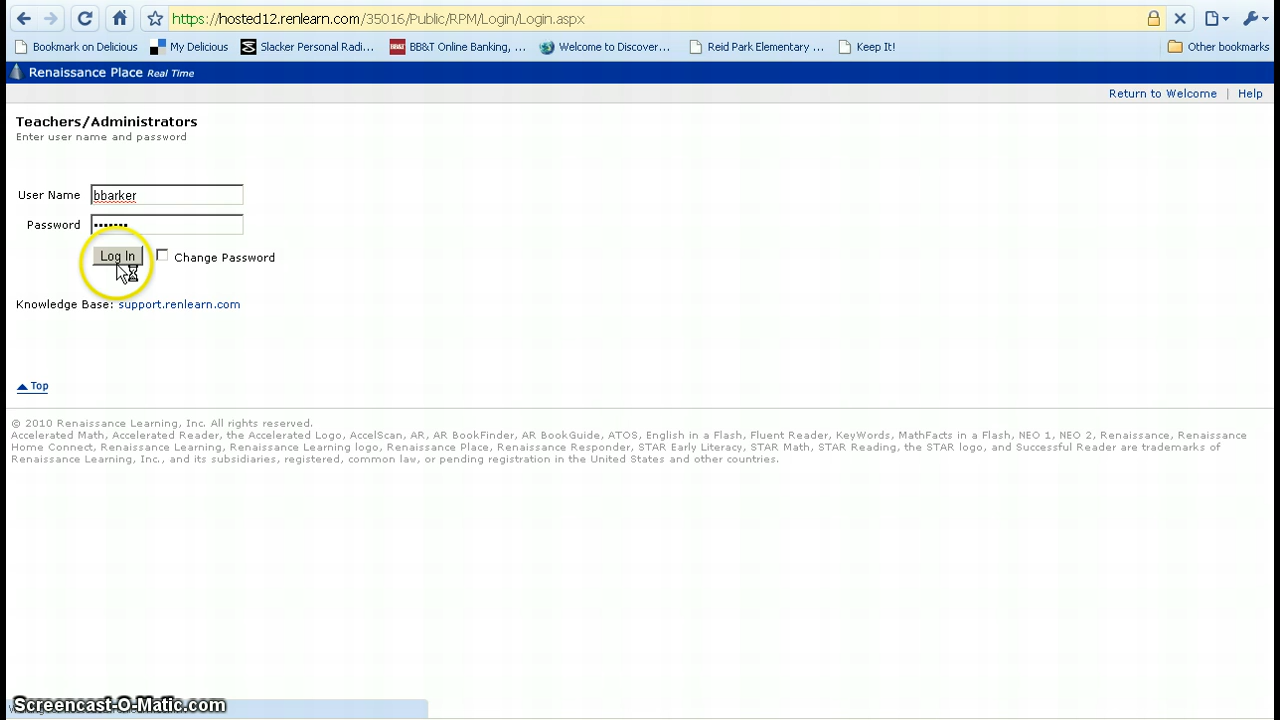 https://hosted12.renlearn.com/35016/Public/RPM/Login/Login.aspx
Bookmark on Delicious My Delicious Slacker Personal Radi... BB&T Online Banking, ... Welcome to Discover... Reid Park Elementary ... Keep It! Other bookmarks
Renaissance Place Real Time
Return to Welcome | Help
Teachers/Administrators
Enter user name and password
User Name bbarker
Password •••••••
Log In Change Password
Knowledge Base: support.renlearn.com
Top
© 2010 Renaissance Learning, Inc. All rights reserved.
Accelerated Math, Accelerated Reader, the Accelerated Logo, AccelScan, AR, AR BookFinder, AR BookGuide, ATOS, English in a Flash, Fluent Reader, KeyWords, MathFacts in a Flash, NEO 1, NEO 2, Renaissance, Renaissance
Home Connect, Renaissance Learning, Renaissance Learning logo, Renaissance Place, Renaissance Responder, STAR Early Literacy, STAR Math, STAR Reading, the STAR logo, and Successful Reader are trademarks of
Renaissance Learning, Inc., and its subsidiaries, registered, common law, or pending registration in the United States and other countries.
Screencast-O-Matic.com